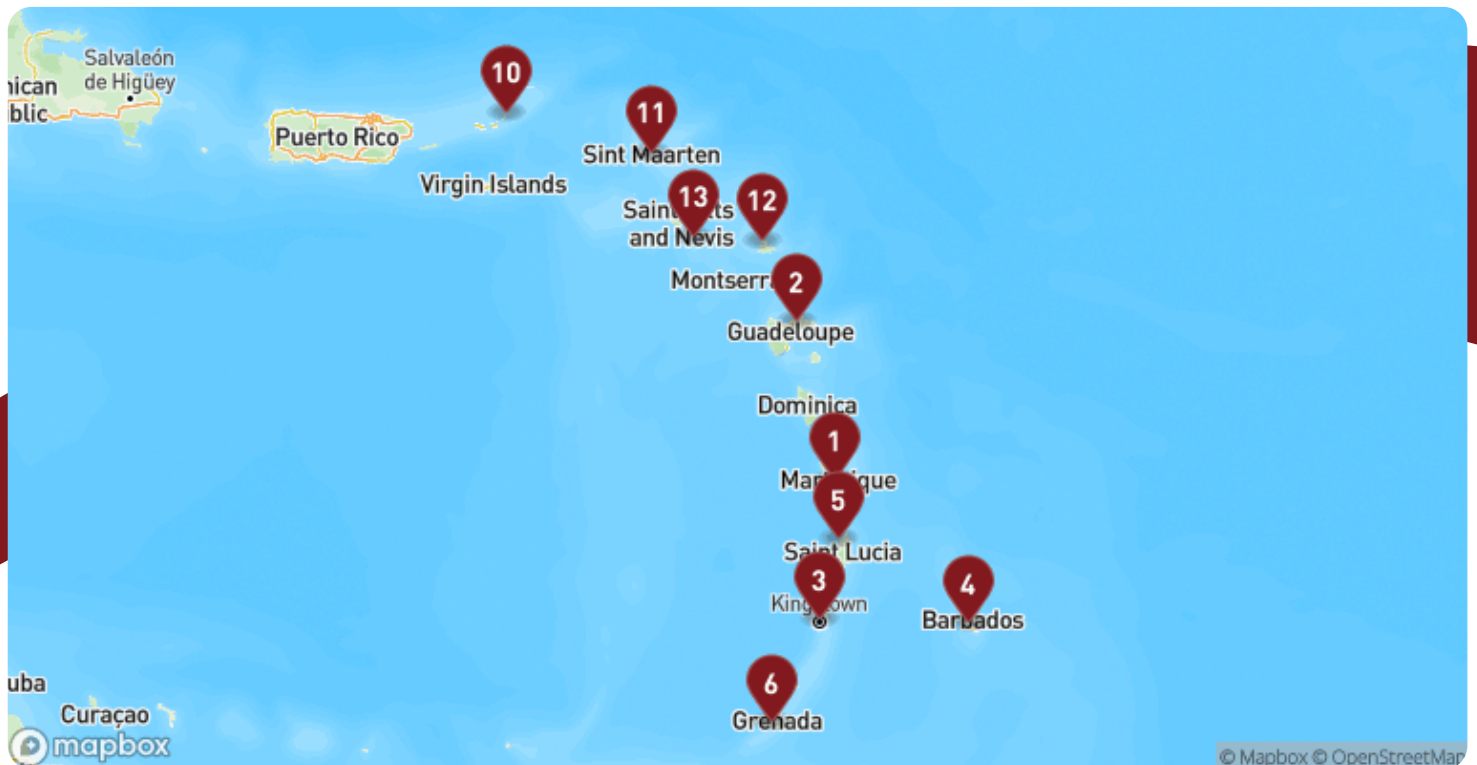 Salvaleón
de Higüey
nican
blic
10
Puerto Rico
11
Sint Maarten
Virgin Islands
13
12
and Nevis
2
Guadeloupe
Dominica
1
5
Saint Lucia
3
4
Barbados
6
Grenada
uba
Curaçao
mapbox
© Mapbox © OpenStreetMap